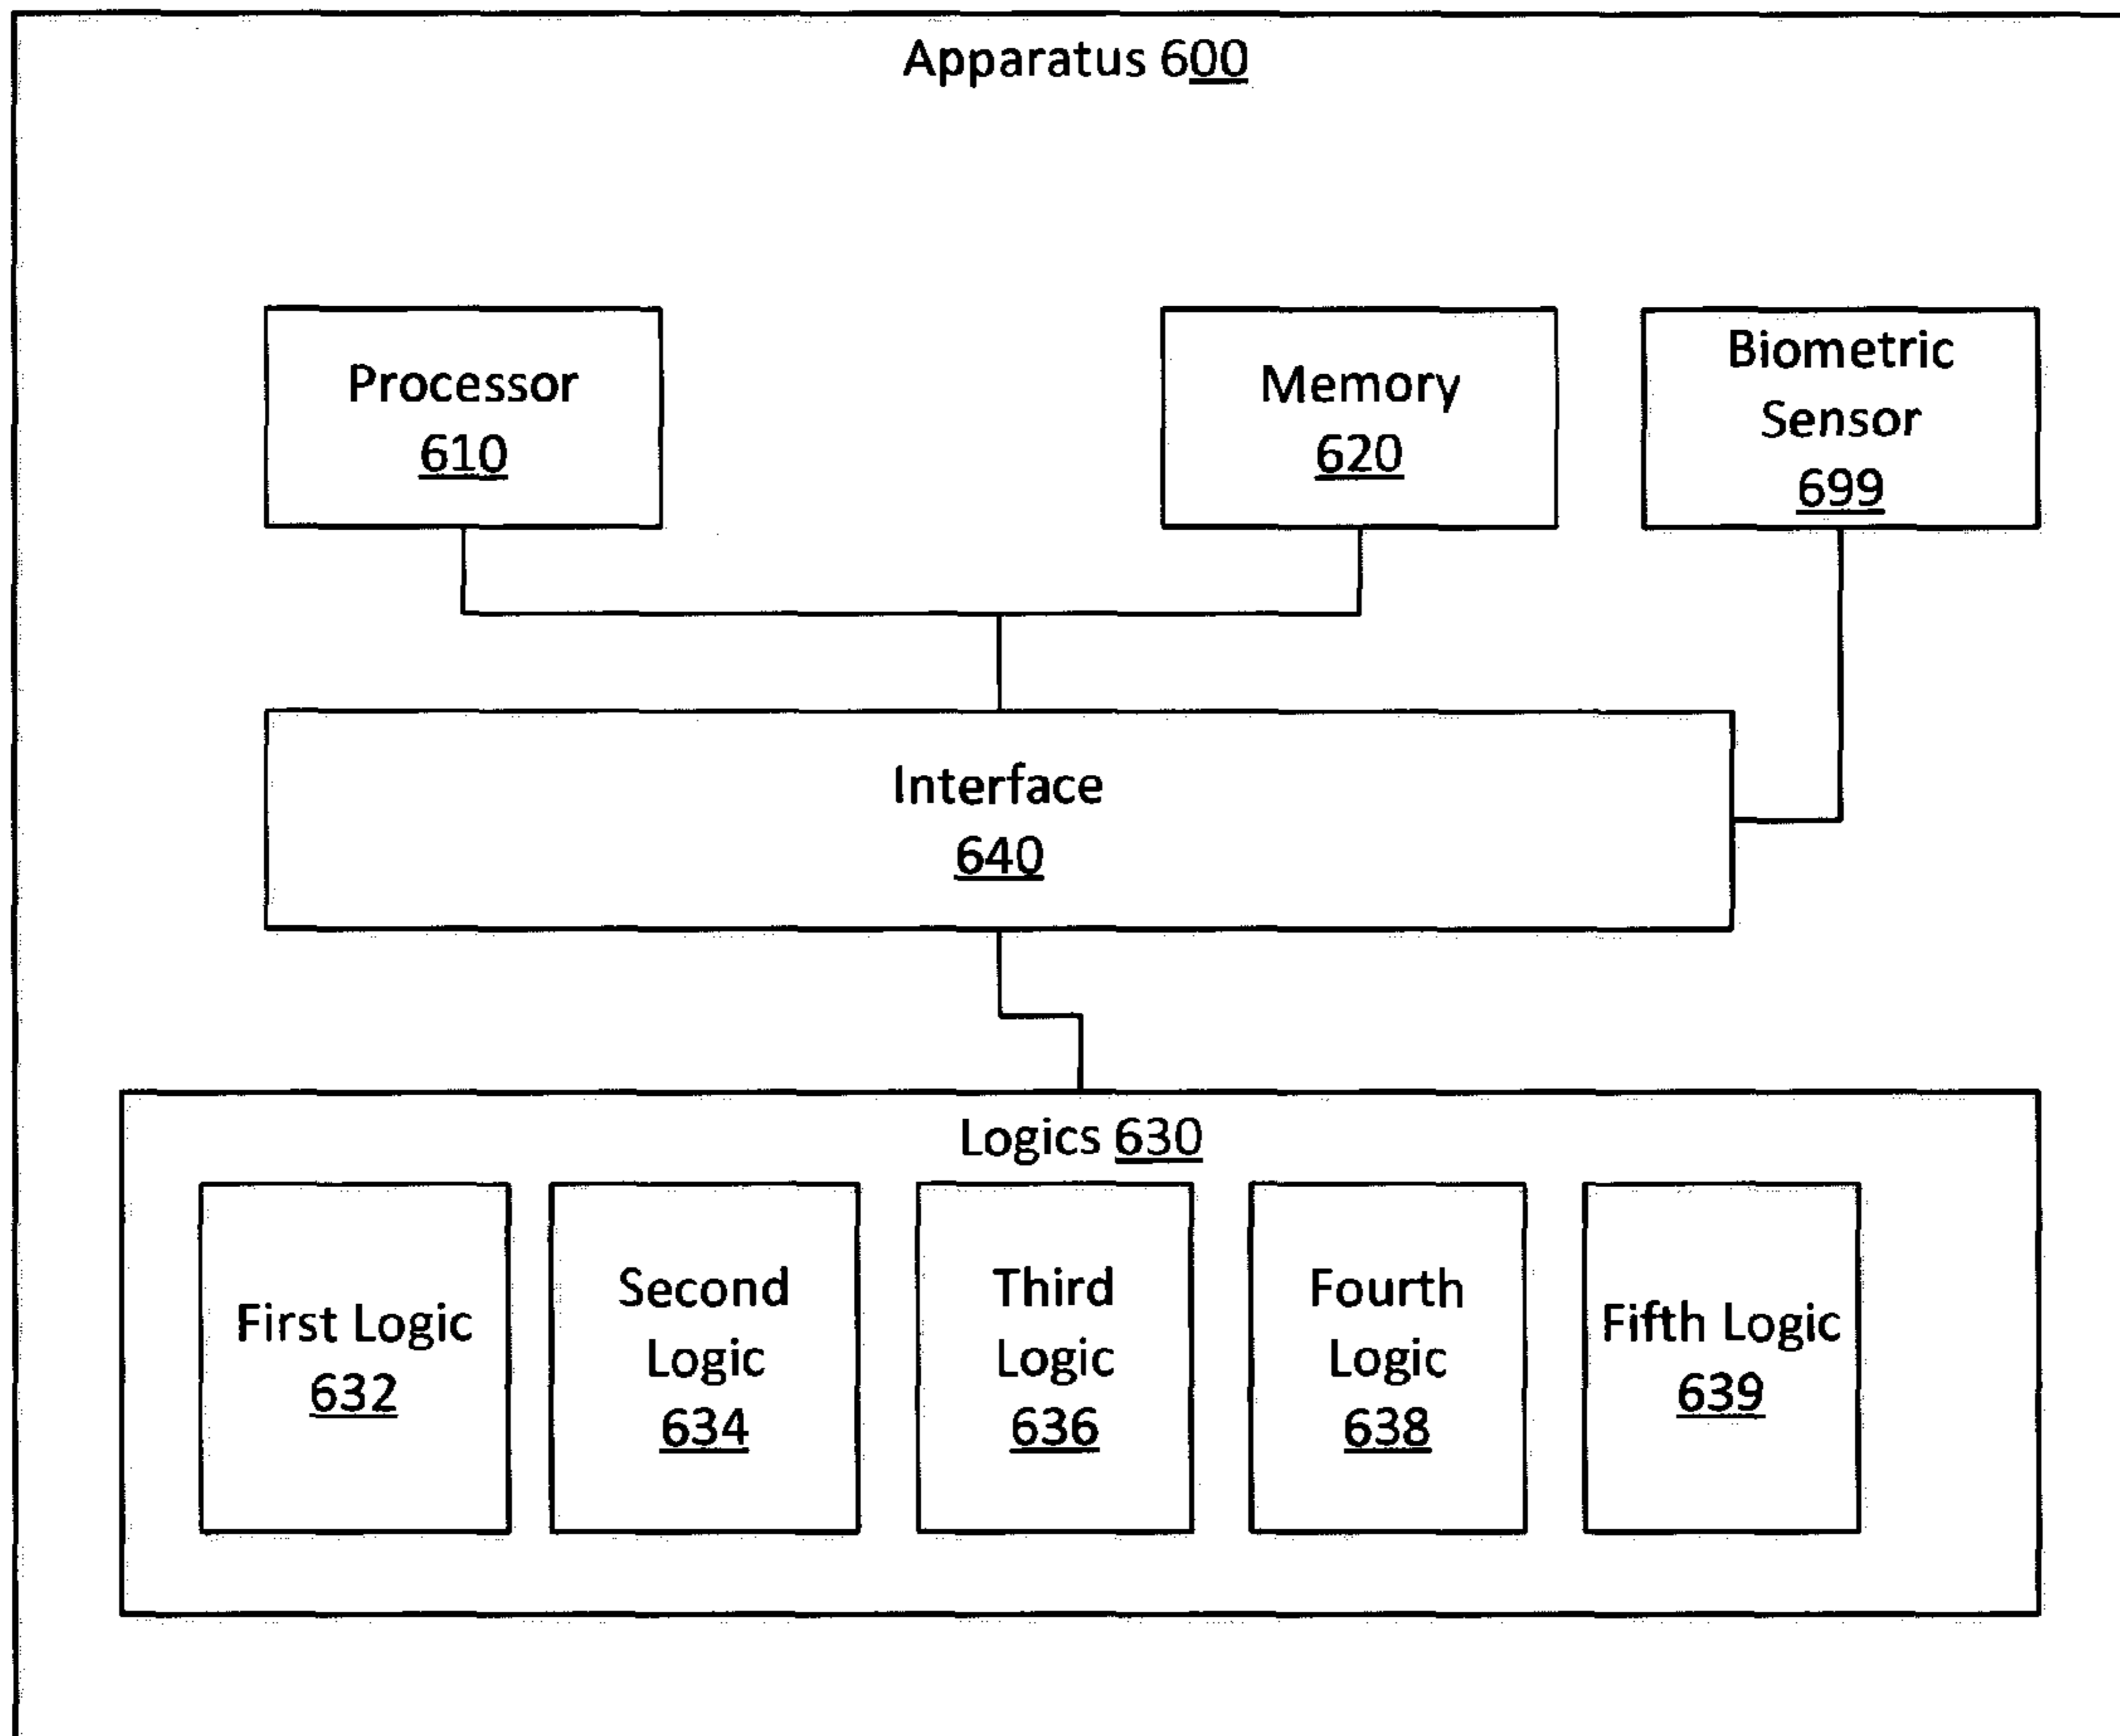 Apparatus 600
Processor
610
Memory
620
Biometric
Sensor
699
Interface
640
Logics 630
First Logic
632
Second
Logic
634
Third
Logic
636
Fourth
Logic
638
Fifth Logic
639